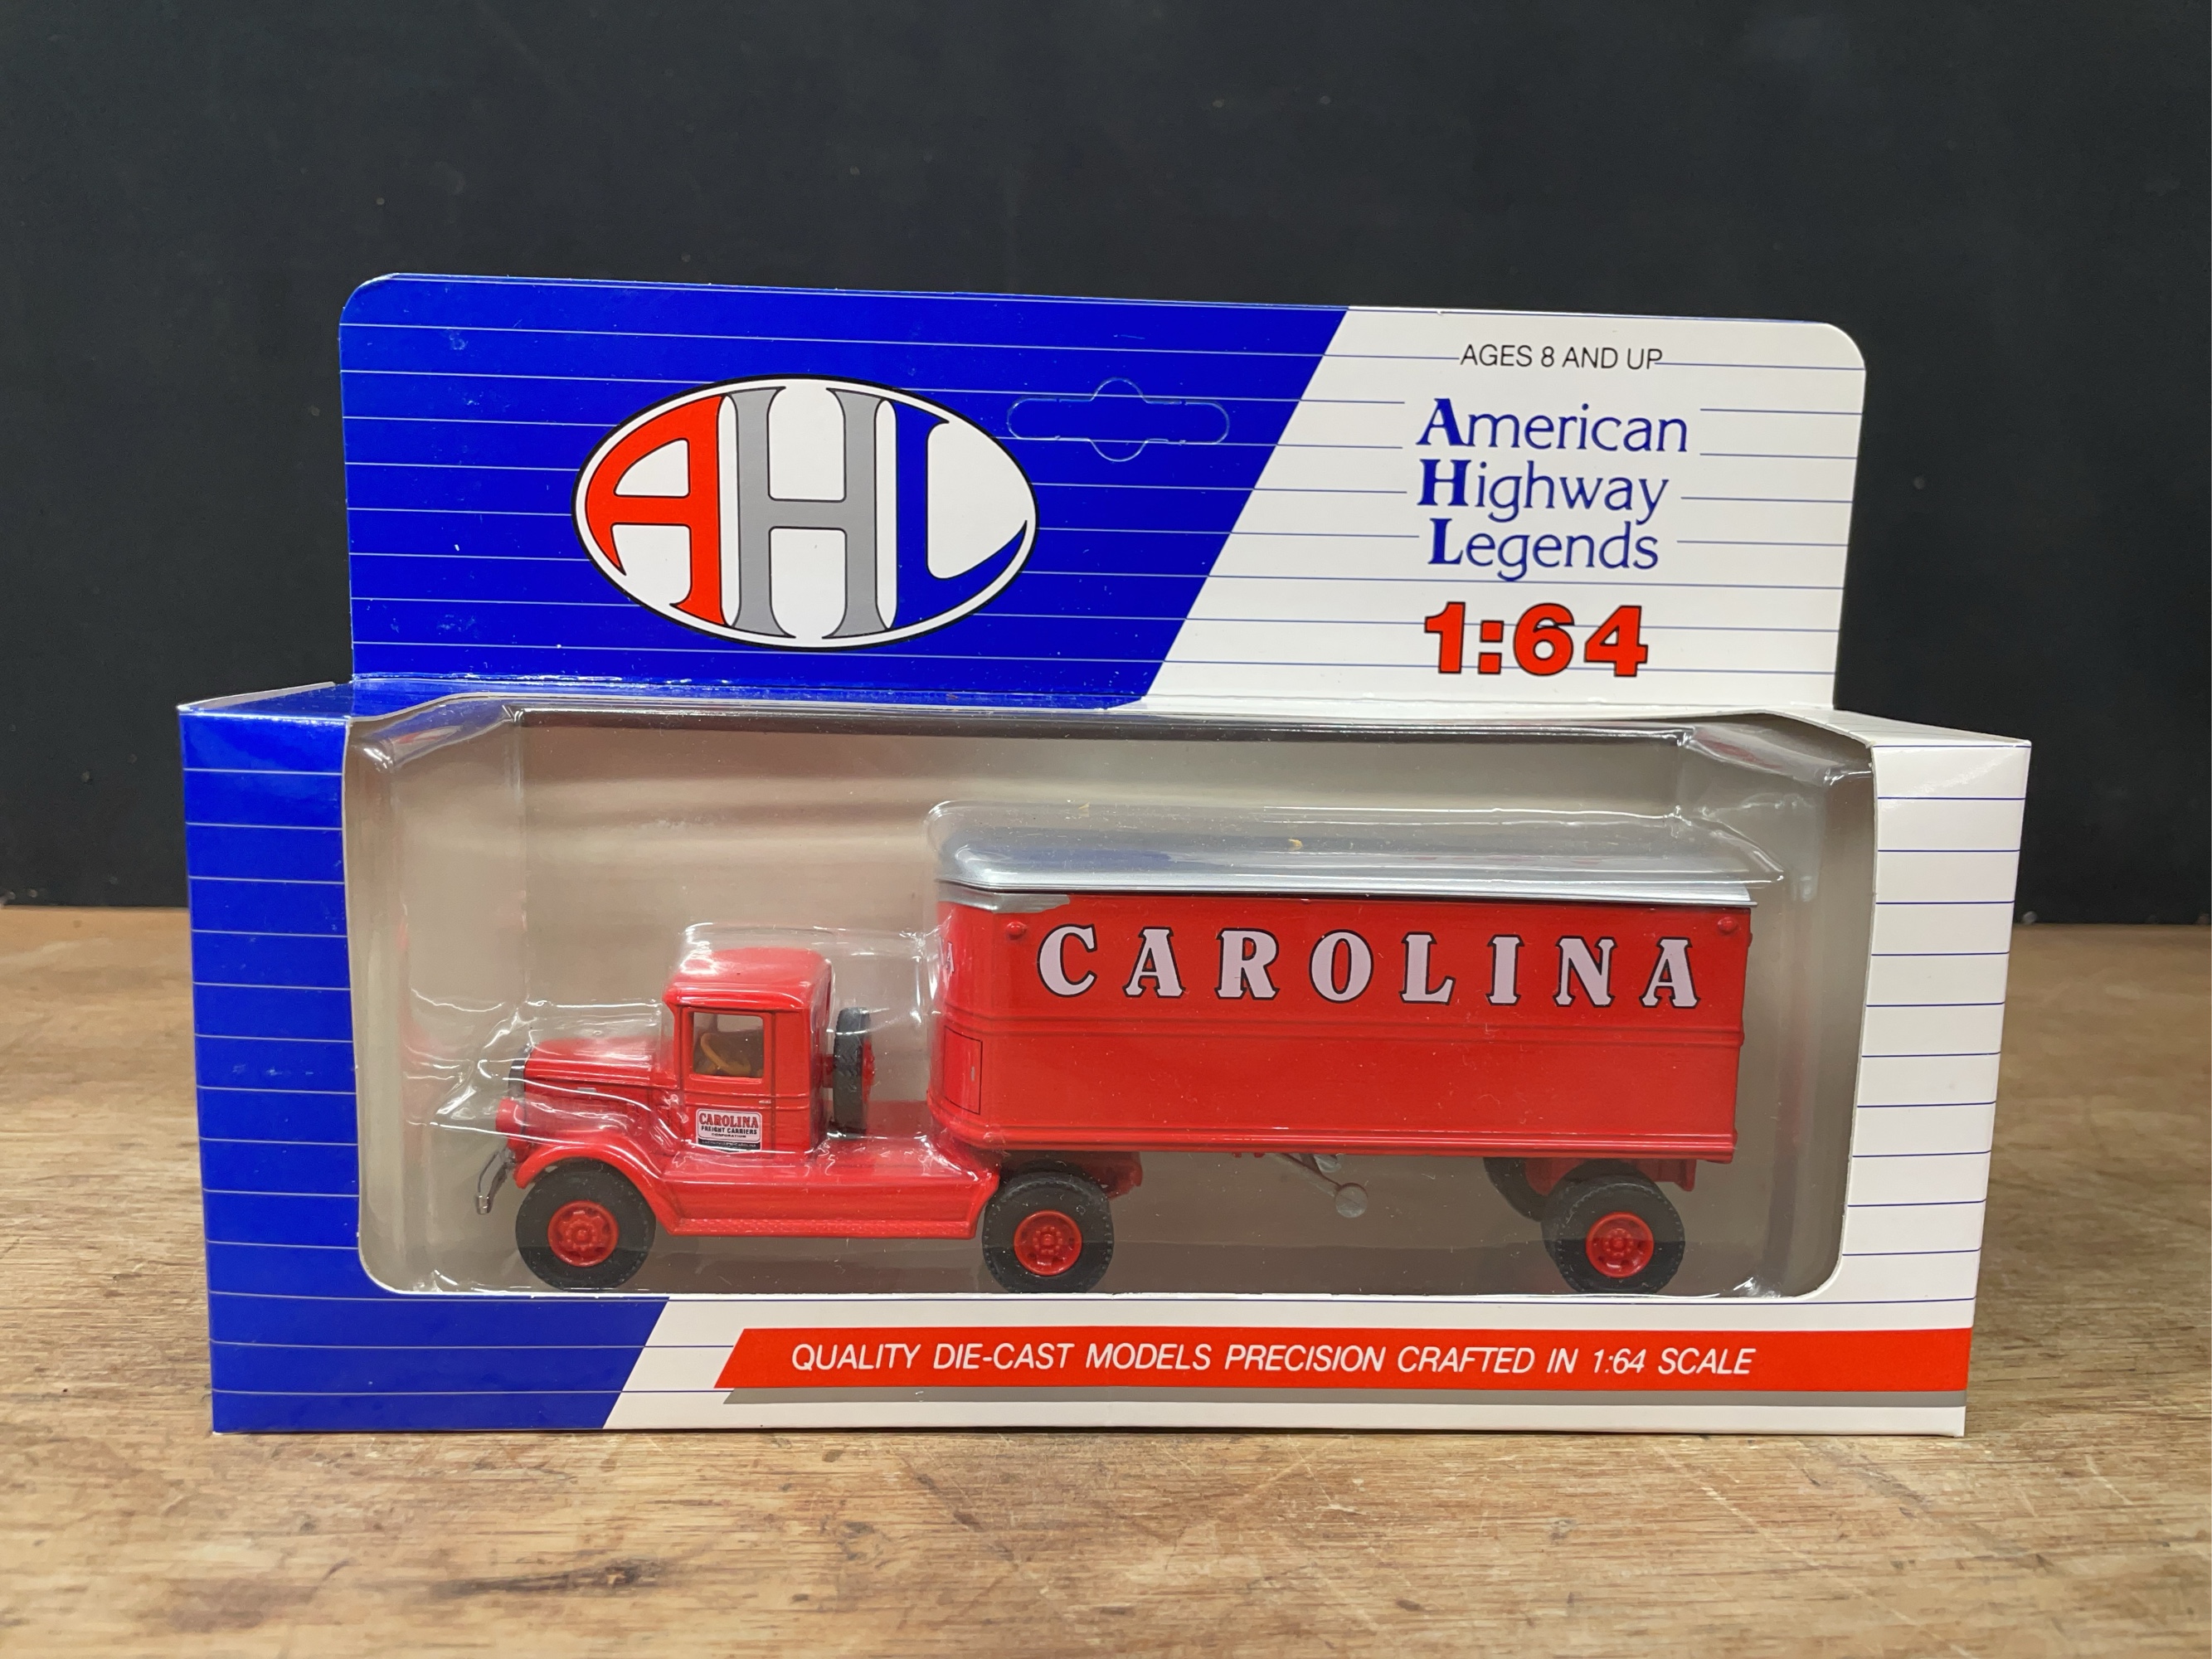 AHL
AGES 8 AND UP
American
Highway
Legends
1:64
CAROLINA
A
CAROLINA
FREIGHT CARRIERS
CORPORATION
QUALITY DIE-CAST MODELS PRECISION CRAFTED IN 1:64 SCALE